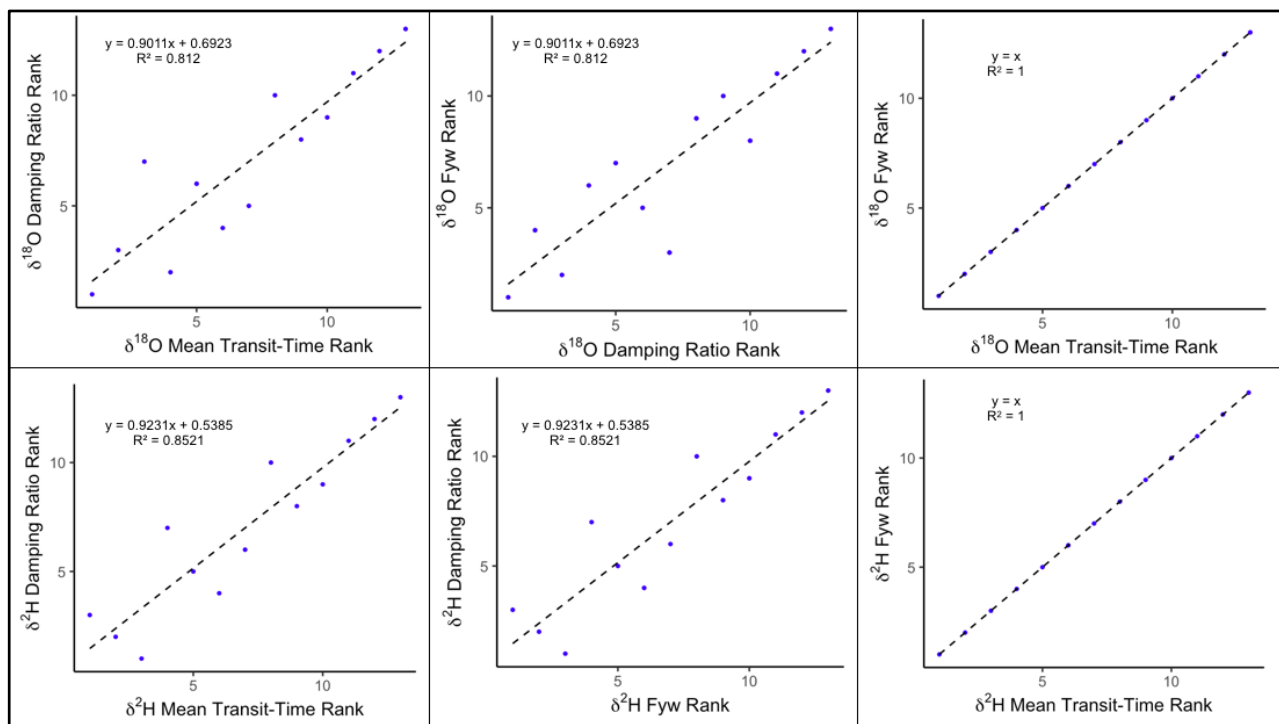 y = 0.9011x + 0.6923
R² = 0.812
10
5
δ¹⁸O Damping Ratio Rank
5
10
δ¹⁸O Mean Transit-Time Rank
y = 0.9011x + 0.6923
R² = 0.812
10
5
δ¹⁸O Fyw Rank
5
10
δ¹⁸O Damping Ratio Rank
y = x
R² = 1
10
5
δ¹⁸O Fyw Rank
5
10
δ¹⁸O Mean Transit-Time Rank
y = 0.9231x + 0.5385
R² = 0.8521
10
5
δ²H Damping Ratio Rank
5
10
δ²H Mean Transit-Time Rank
y = 0.9231x + 0.5385
R² = 0.8521
10
5
δ²H Damping Ratio Rank
5
10
δ²H Fyw Rank
y = x
R² = 1
10
5
δ²H Fyw Rank
5
10
δ²H Mean Transit-Time Rank